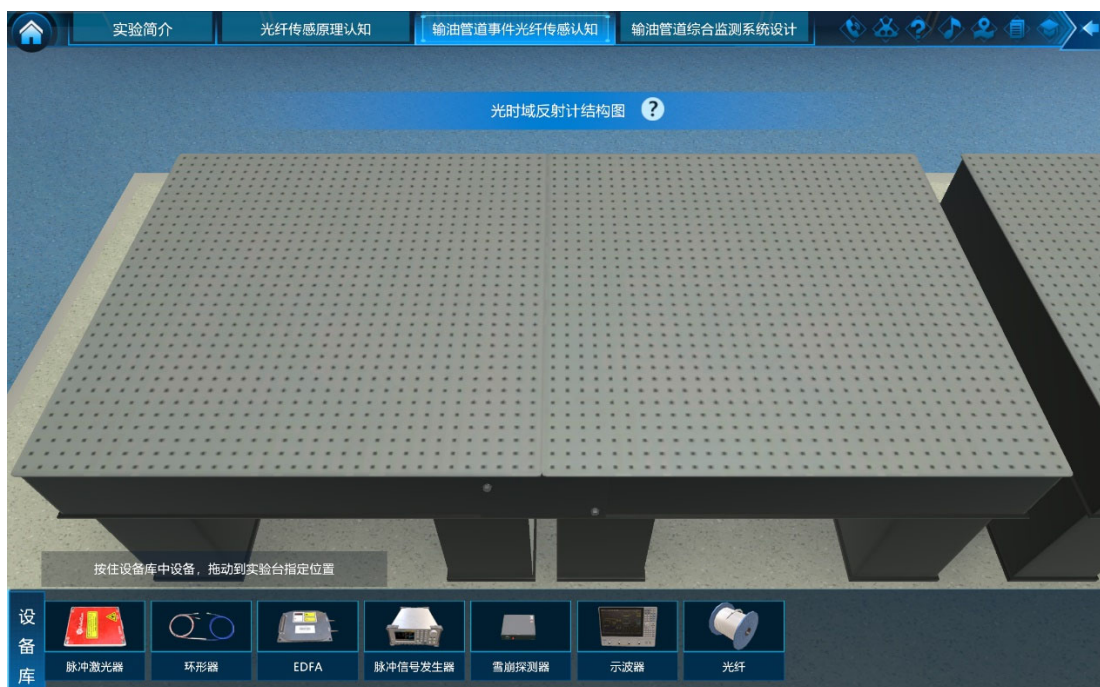 实验简介
光纤传感原理认知
输油管道事件光纤传感认知
输油管道综合监测系统设计
光时域反射计结构图 ?
按住设备库中设备，拖动到实验台指定位置
设备库
脉冲激光器
环形器
EDFA
脉冲信号发生器
雪崩探测器
示波器
光纤